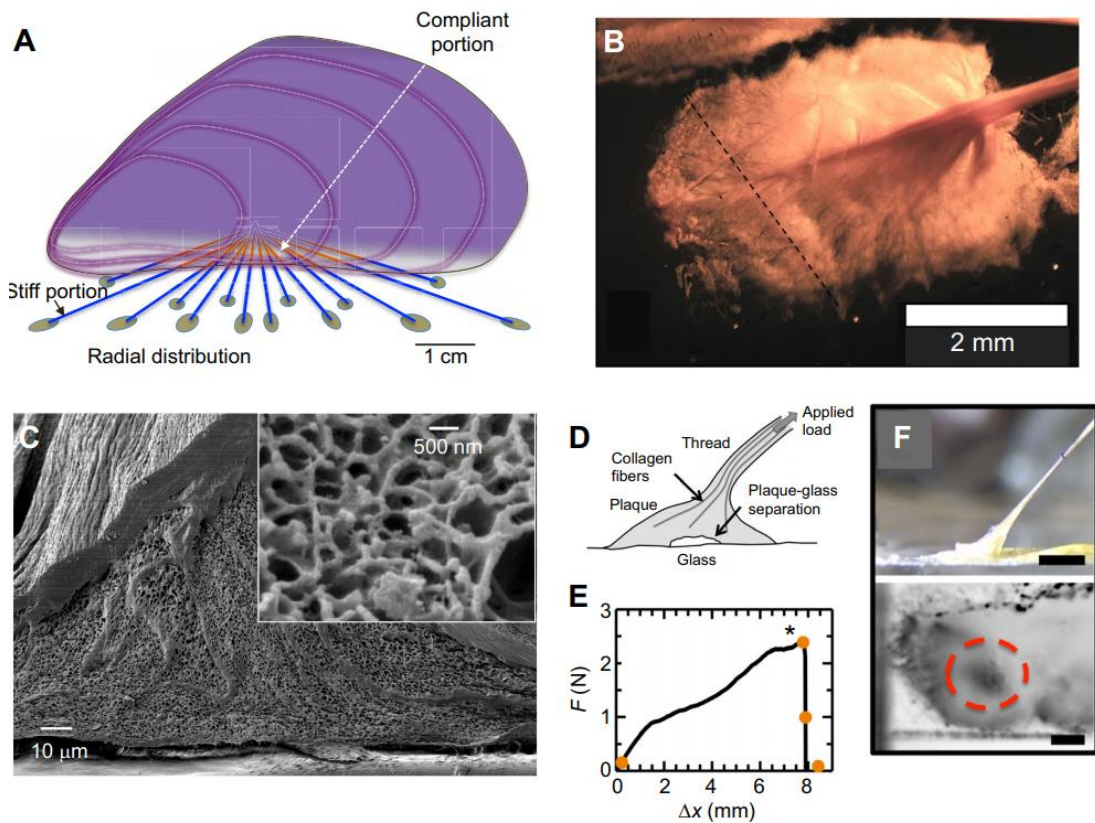 A
Compliant
portion
Stiff portion
Radial distribution
1 cm
B
2 mm
C
500 nm
10 μm
D
Applied
load
Thread
Collagen
fibers
Plaque-glass
separation
Plaque
Glass
E
3
2
1
0
F (N)
*
0 2 4 6 8
Δx (mm)
F